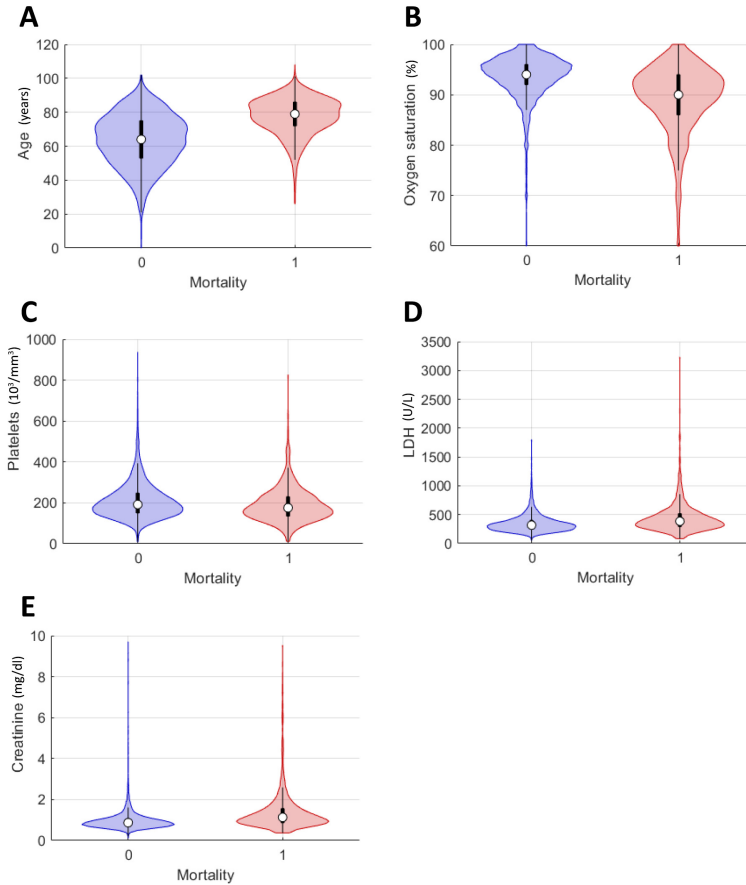 A
Age (years)
120
100
80
60
40
20
0
0 1
Mortality
B
Oxygen saturation (%)
100
90
80
70
60
0 1
Mortality
C
Platelets (10³/mm³)
1000
800
600
400
200
0
0 1
Mortality
D
LDH (U/L)
3500
3000
2500
2000
1500
1000
500
0
0 1
Mortality
E
Creatinine (mg/dl)
10
8
6
4
2
0
0 1
Mortality